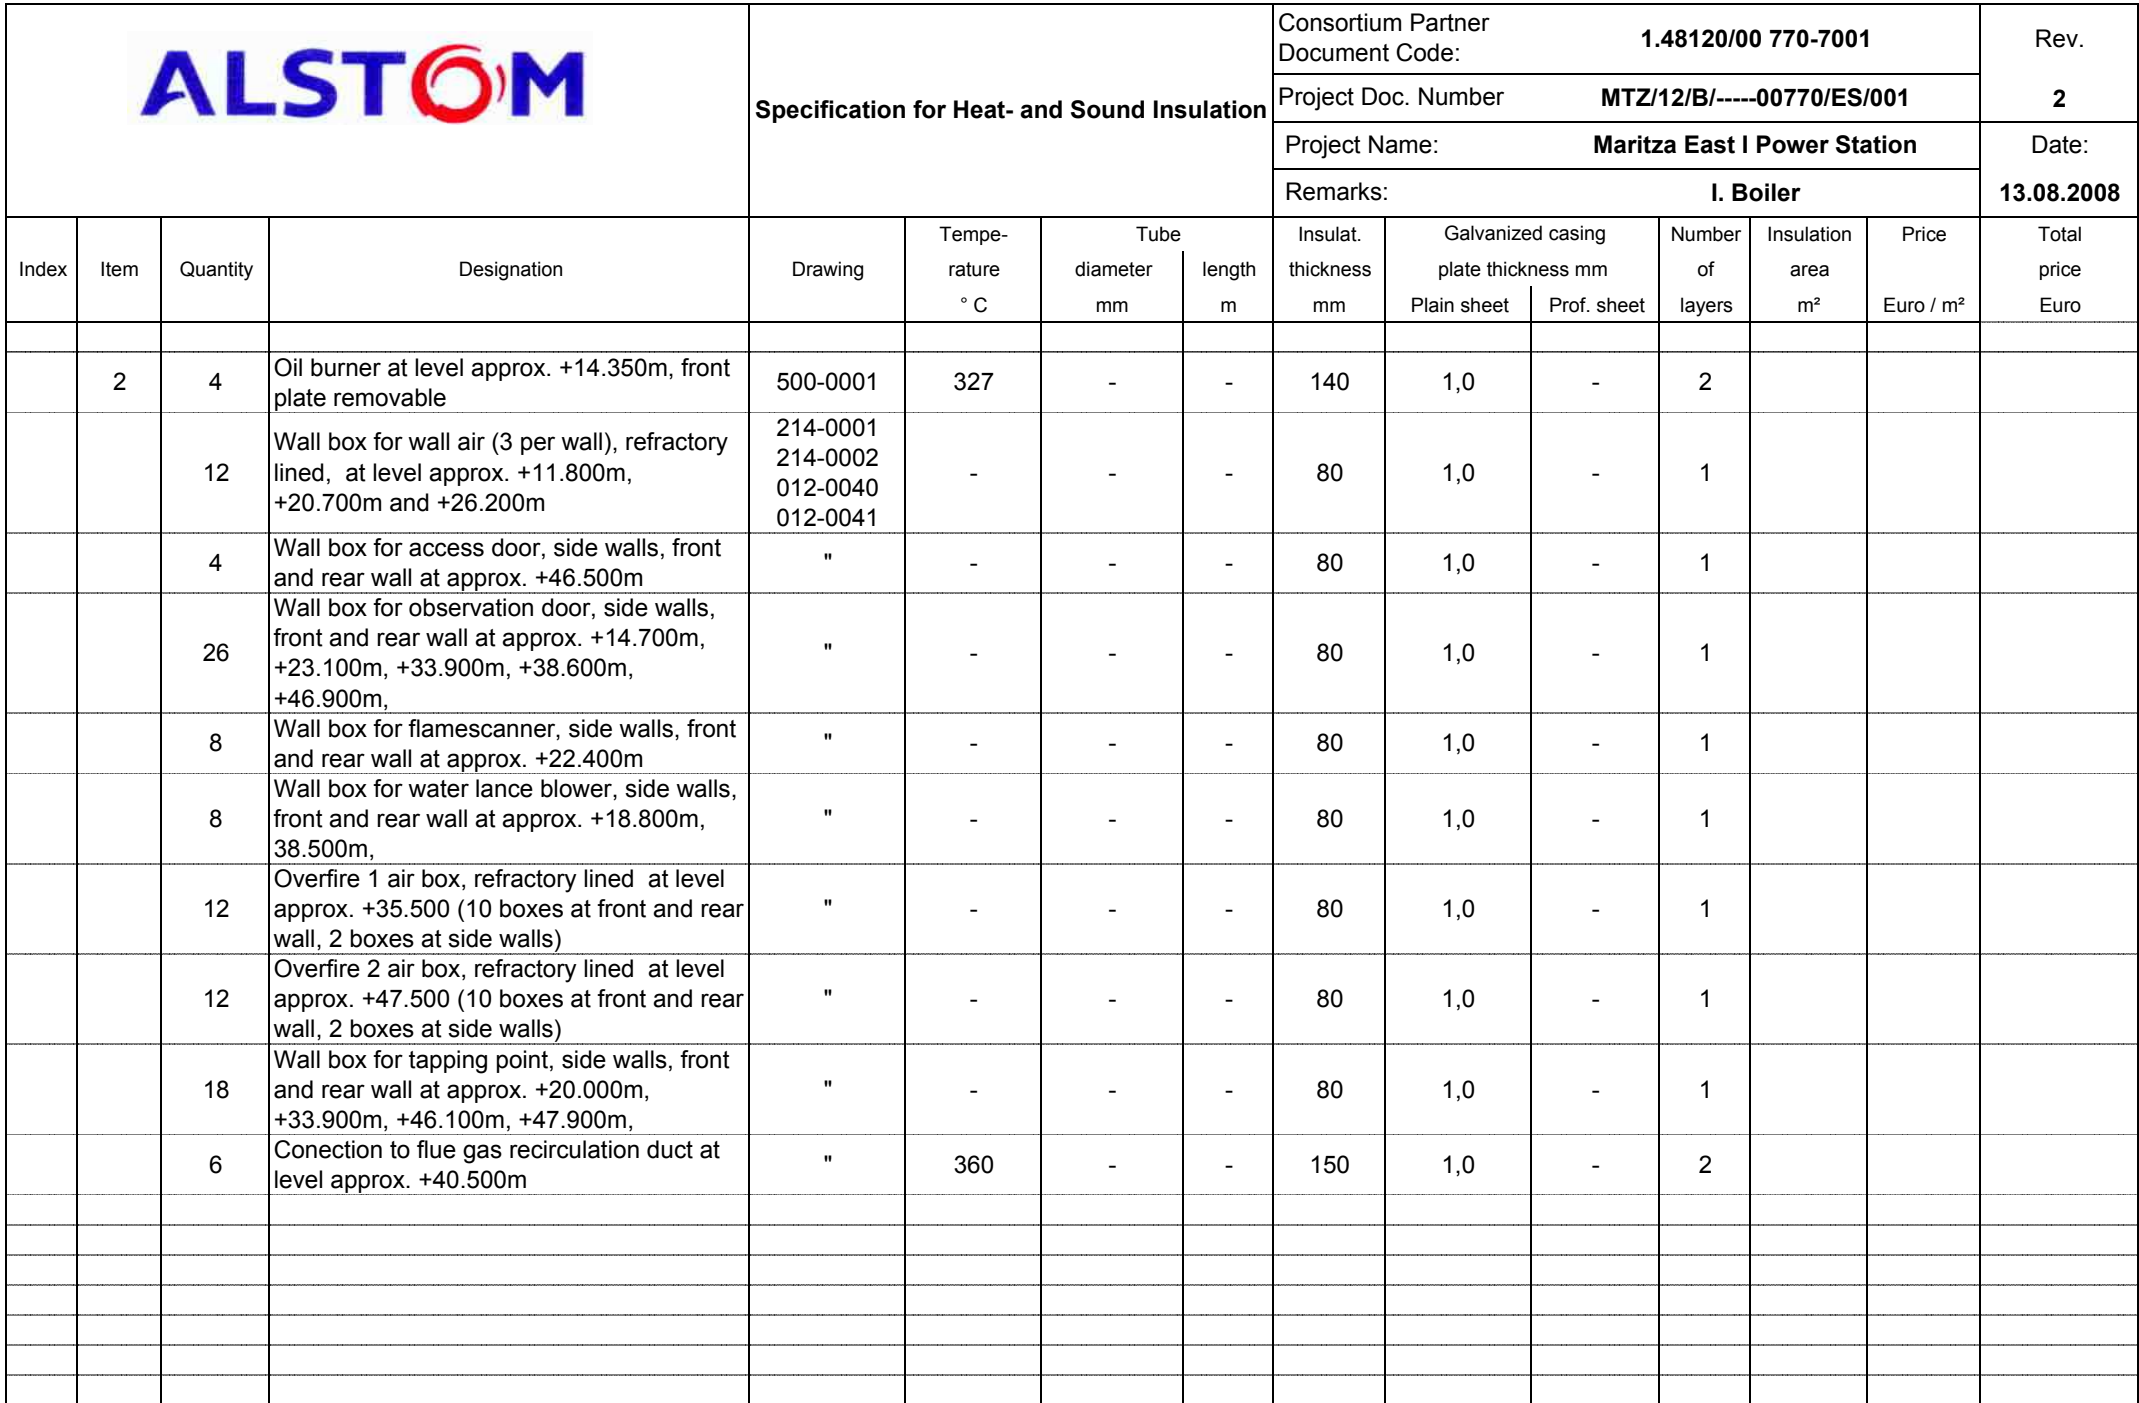 ALSTOM
Specification for Heat- and Sound Insulation
Consortium Partner
Document Code:
1.48120/00 770-7001
Rev.
Project Doc. Number
MTZ/12/B/-----00770/ES/001
2
Project Name:
Maritza East I Power Station
Date:
Remarks:
I. Boiler
13.08.2008
Index Item Quantity Designation Drawing
Tempe-
rature
° C
Tube
diameter
mm
length
m
Insulat.
thickness
mm
Galvanized casing
plate thickness mm
Plain sheet Prof. sheet
Number
of
layers
Insulation
area
m²
Price
Euro / m²
Total
price
Euro
2 4
Oil burner at level approx. +14.350m, front
plate removable
500-0001 327 - - 140 1,0 - 2
12
Wall box for wall air (3 per wall), refractory
lined, at level approx. +11.800m,
+20.700m and +26.200m
214-0001
214-0002
012-0040
012-0041
- - - 80 1,0 - 1
4
Wall box for access door, side walls, front
and rear wall at approx. +46.500m
" - - - 80 1,0 - 1
26
Wall box for observation door, side walls,
front and rear wall at approx. +14.700m,
+23.100m, +33.900m, +38.600m,
+46.900m,
" - - - 80 1,0 - 1
8
Wall box for flamescanner, side walls, front
and rear wall at approx. +22.400m
" - - - 80 1,0 - 1
8
Wall box for water lance blower, side walls,
front and rear wall at approx. +18.800m,
38.500m,
" - - - 80 1,0 - 1
12
Overfire 1 air box, refractory lined at level
approx. +35.500 (10 boxes at front and rear
wall, 2 boxes at side walls)
" - - - 80 1,0 - 1
12
Overfire 2 air box, refractory lined at level
approx. +47.500 (10 boxes at front and rear
wall, 2 boxes at side walls)
" - - - 80 1,0 - 1
18
Wall box for tapping point, side walls, front
and rear wall at approx. +20.000m,
+33.900m, +46.100m, +47.900m,
" - - - 80 1,0 - 1
6
Conection to flue gas recirculation duct at
level approx. +40.500m
" 360 - - 150 1,0 - 2